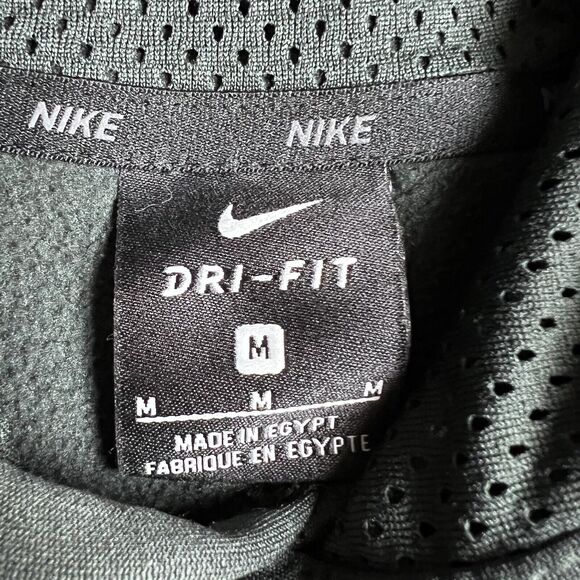 NIKE NIKE
DRI-FIT
M
M M M
MADE IN EGYPT
FABRIQUE EN EGYPTE